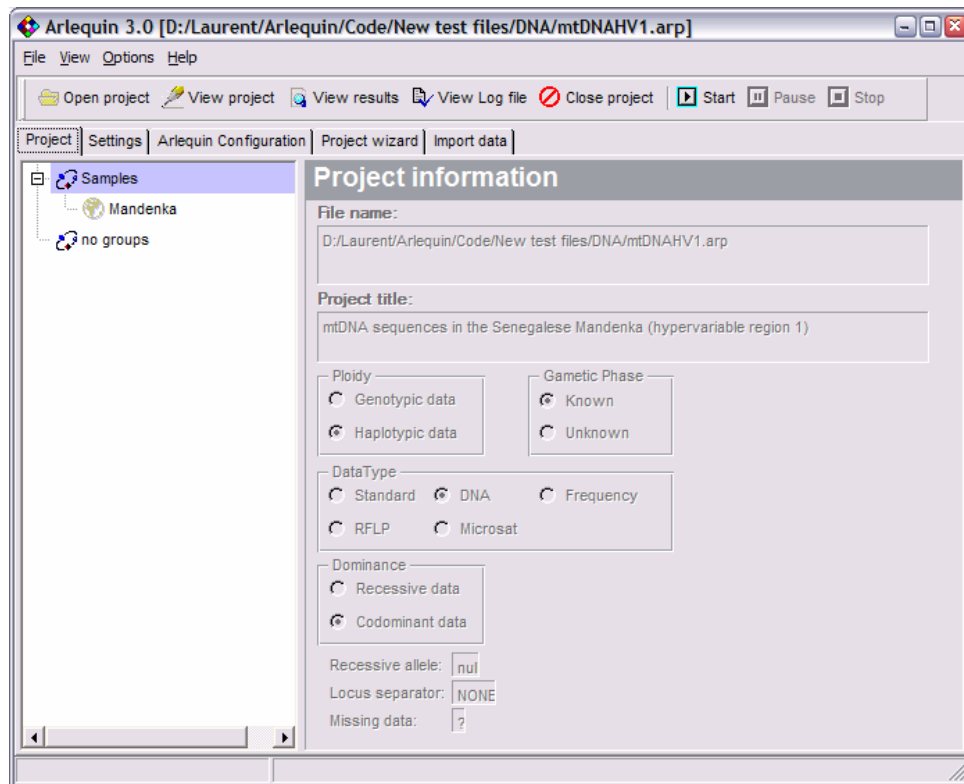 Arlequin 3.0 [D:/Laurent/Arlequin/Code/New test files/DNA/mtDNAHV1.arp]
File View Options Help
Open project View project View results View Log file Close project Start Pause Stop
Project Settings Arlequin Configuration Project wizard Import data
Samples
Mandenka
no groups
Project information
File name:
D:/Laurent/Arlequin/Code/New test files/DNA/mtDNAHV1.arp
Project title:
mtDNA sequences in the Senegalese Mandenka (hypervariable region 1)
Ploidy
Genotypic data
Haplotypic data
Gametic Phase
Known
Unknown
DataType
Standard DNA Frequency
RFLP Microsat
Dominance
Recessive data
Codominant data
Recessive allele: nul
Locus separator: NONE
Missing data: ?